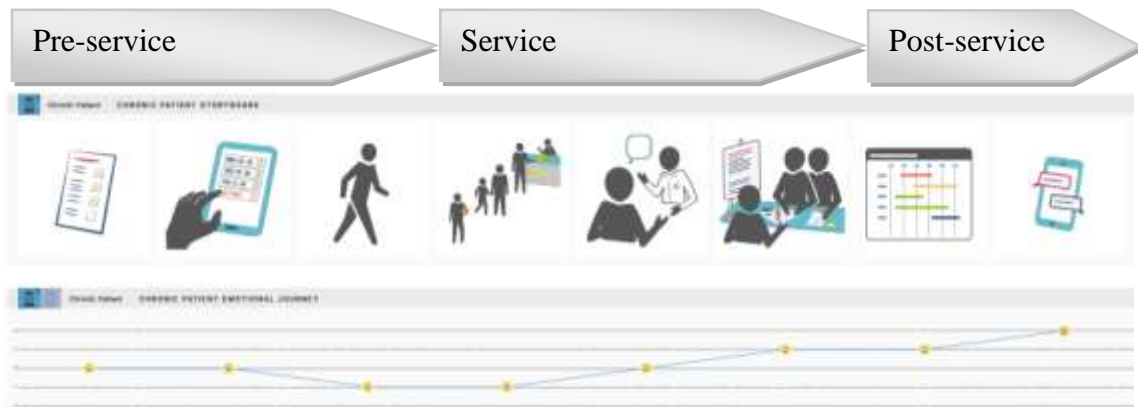 Pre-service
Service
Post-service
Chronic Patient CHRONIC PATIENT STORYBOARD
Chronic Patient CHRONIC PATIENT EMOTIONAL JOURNEY